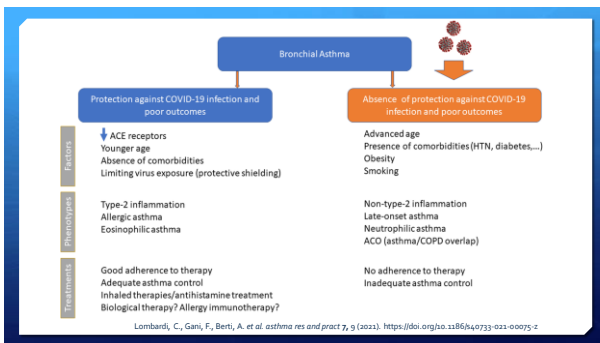 Bronchial Asthma
Protection against COVID-19 infection and
poor outcomes
Absence of protection against COVID-19
infection and poor outcomes
Factors
ACE receptors
Younger age
Absence of comorbidities
Limiting virus exposure (protective shielding)
Advanced age
Presence of comorbidities (HTN, diabetes,...)
Obesity
Smoking
Phenotypes
Type-2 inflammation
Allergic asthma
Eosinophilic asthma
Non-type-2 inflammation
Late-onset asthma
Neutrophilic asthma
ACO (asthma/COPD overlap)
Treatments
Good adherence to therapy
Adequate asthma control
Inhaled therapies/antihistamine treatment
Biological therapy? Allergy immunotherapy?
No adherence to therapy
Inadequate asthma control
Lombardi, C., Gani, F., Berti, A. et al. asthma res and pract 7, 9 (2021). https://doi.org/10.1186/s40733-021-00075-z